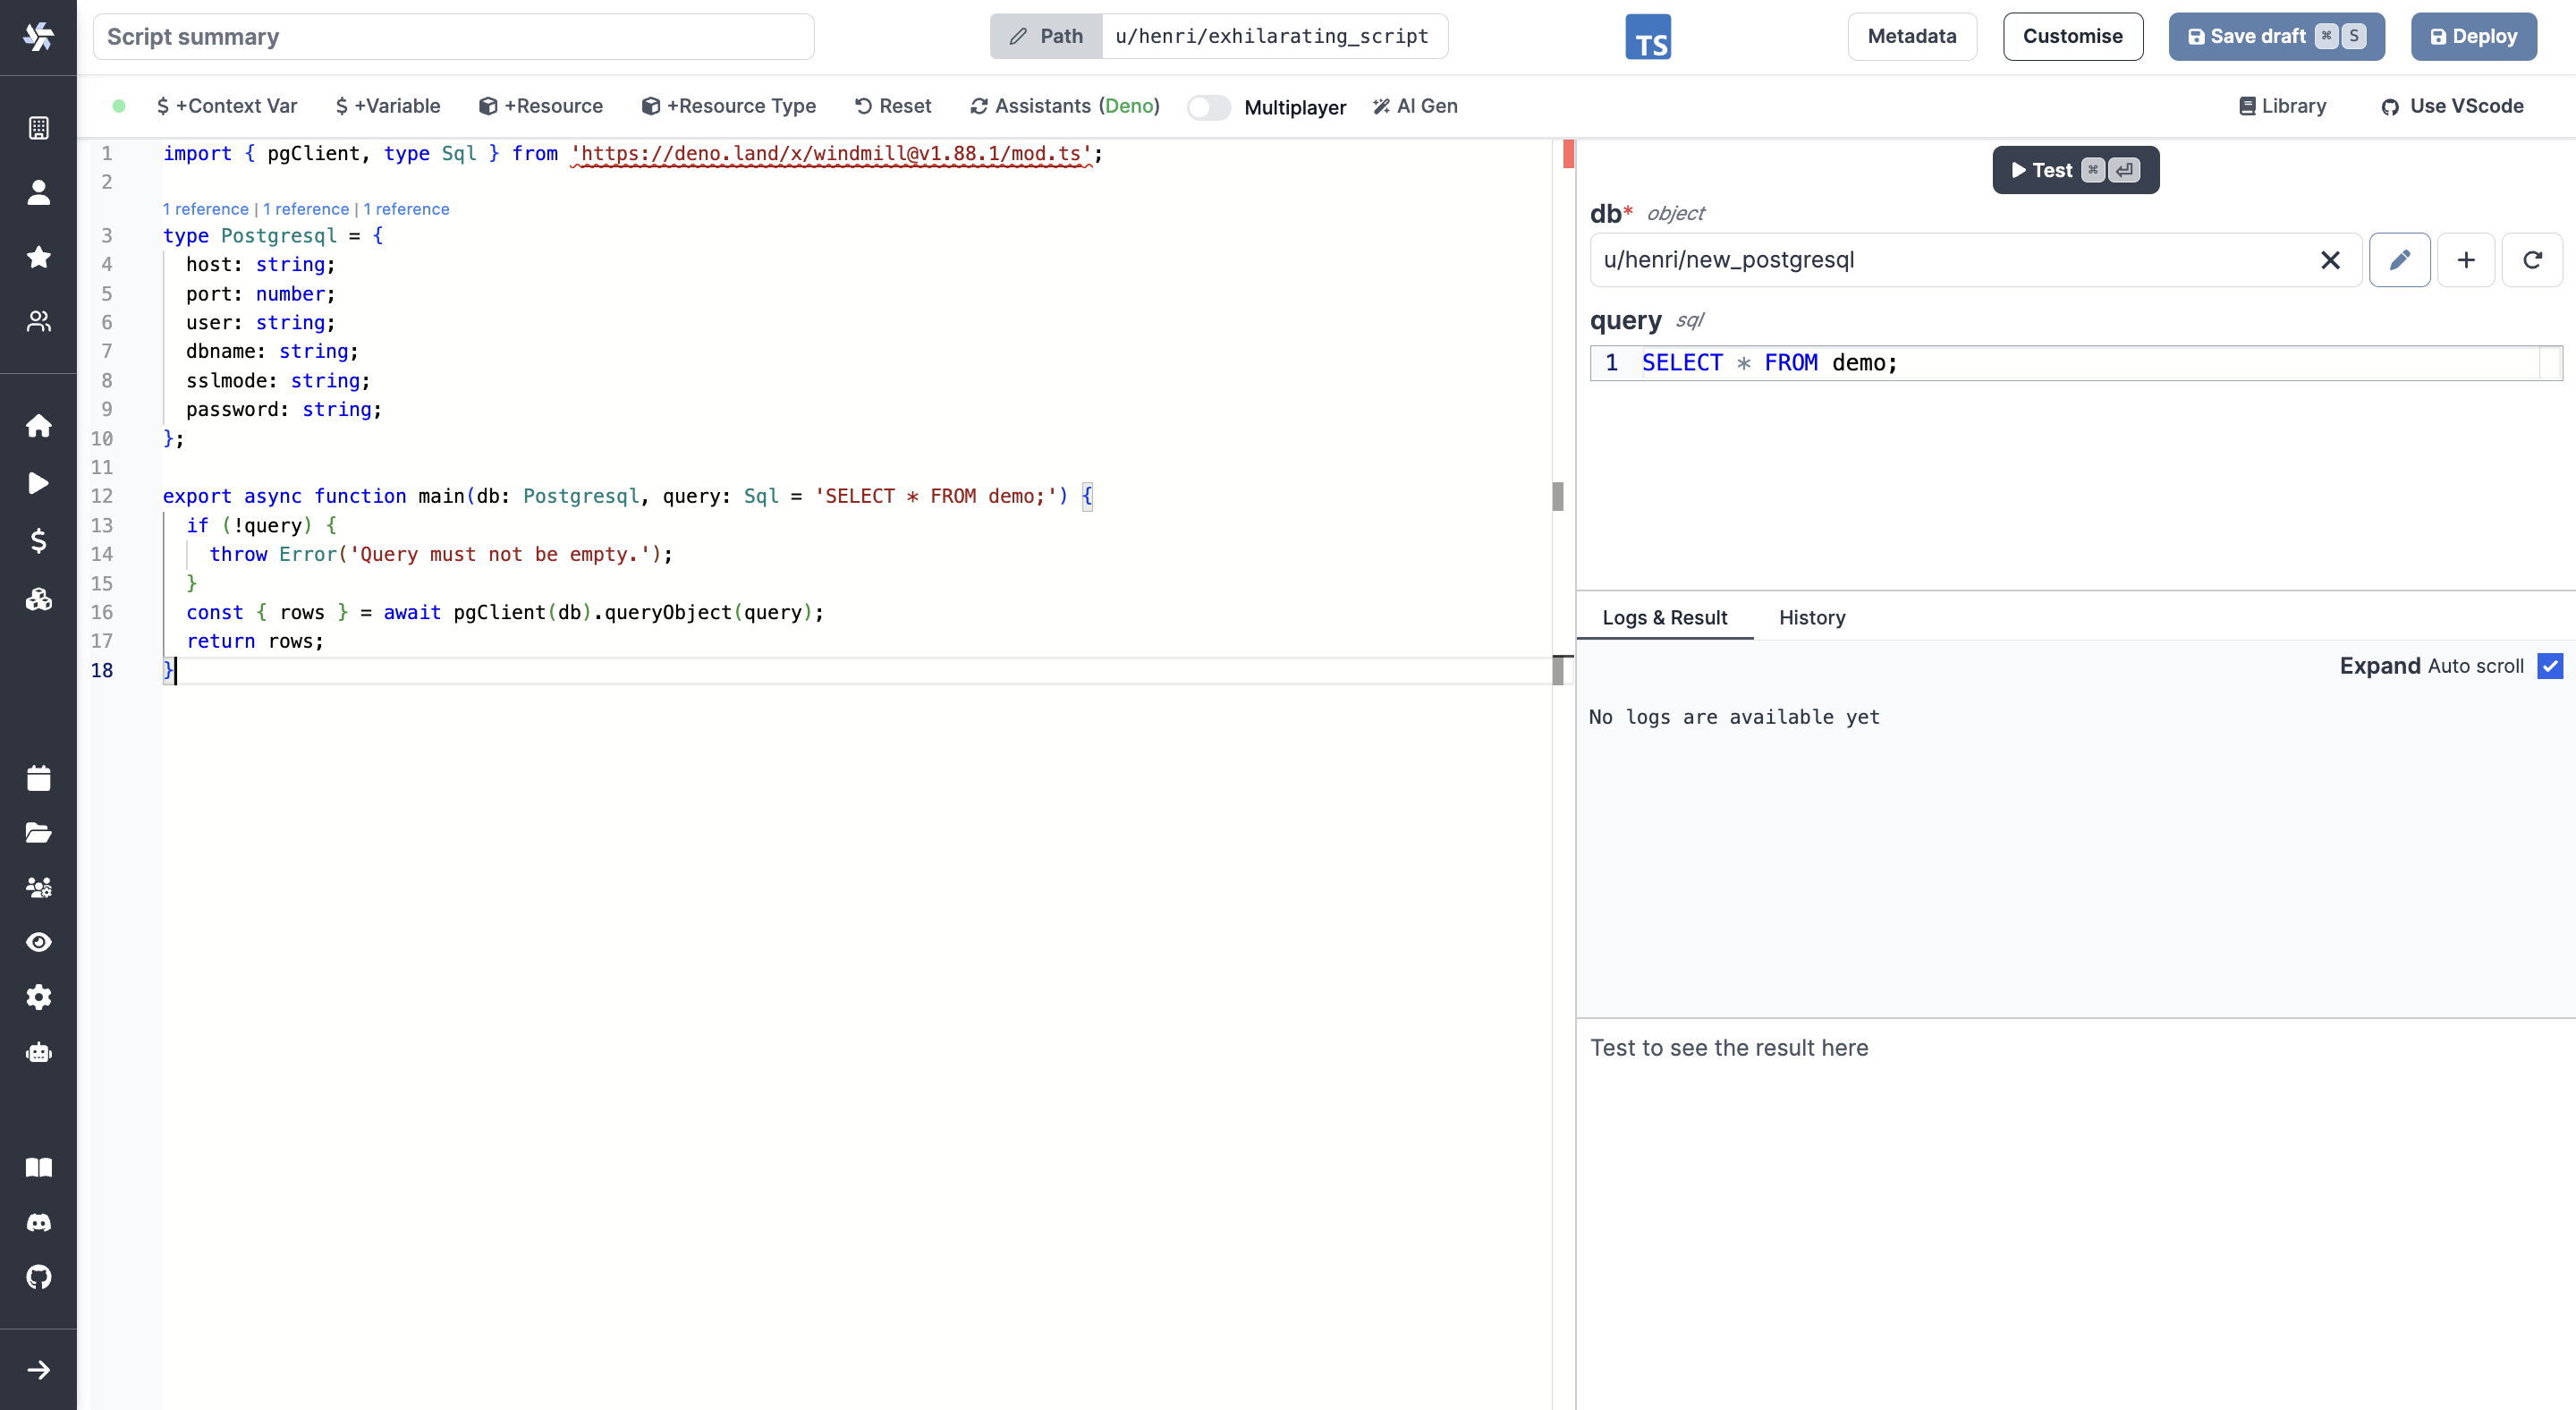 Script summary
Path u/henri/exhilarating_script
TS
Metadata
Customise
Save draft ⌘ S
Deploy
$ +Context Var $ +Variable +Resource +Resource Type Reset Assistants (Deno) Multiplayer AI Gen Library Use VScode
1 import { pgClient, type Sql } from 'https://deno.land/x/windmill@v1.88.1/mod.ts';
2
1 reference | 1 reference | 1 reference
3 type Postgresql = {
4 host: string;
5 port: number;
6 user: string;
7 dbname: string;
8 sslmode: string;
9 password: string;
10 };
11
12 export async function main(db: Postgresql, query: Sql = 'SELECT * FROM demo;') {
13 if (!query) {
14 throw Error('Query must not be empty.');
15 }
16 const { rows } = await pgClient(db).queryObject(query);
17 return rows;
18 }
Test ⌘ ⏎
db* object
u/henri/new_postgresql
query sql
1 SELECT * FROM demo;
Logs & Result History
Expand Auto scroll
No logs are available yet
Test to see the result here